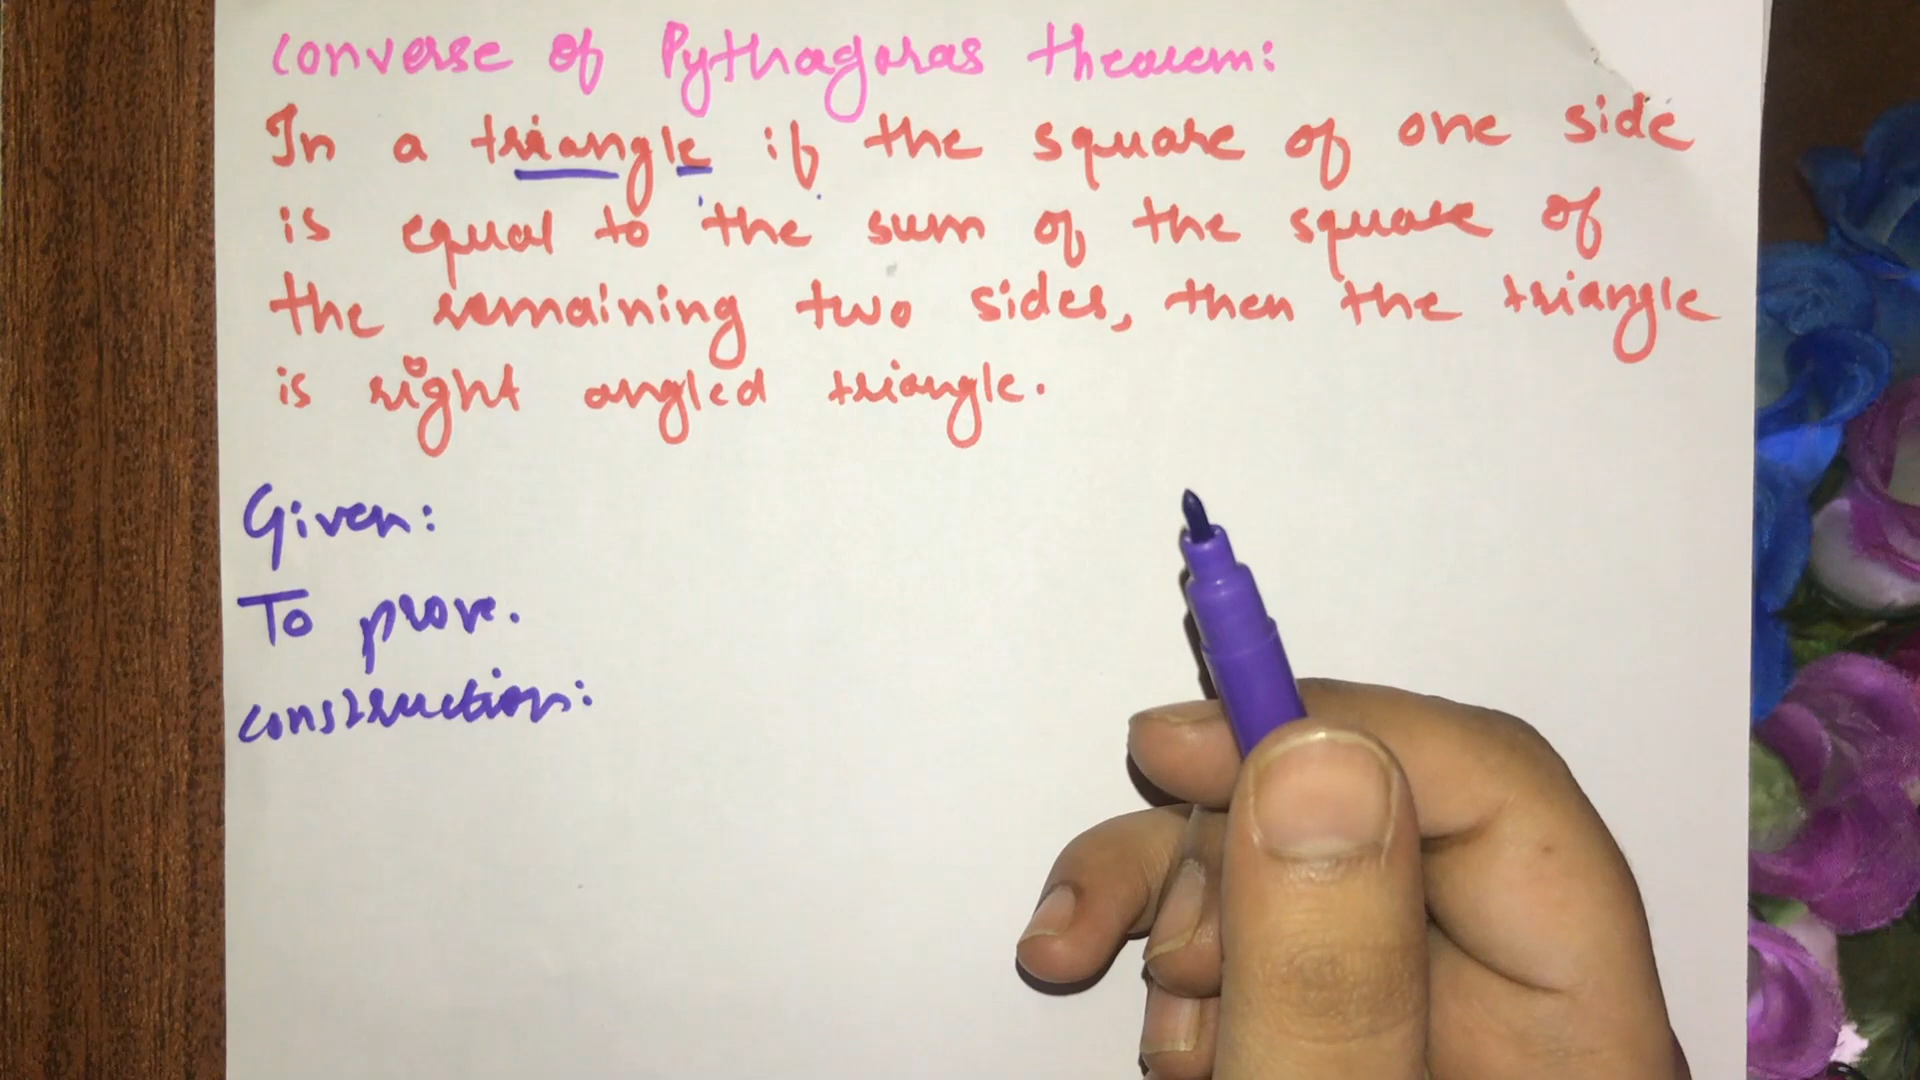 converse of Pythagoras theorem:
In a triangle if the square of one side
is equal to the sum of the square of
the remaining two sides, then the triangle
is right angled triangle.
Given:
To prove.
construction: